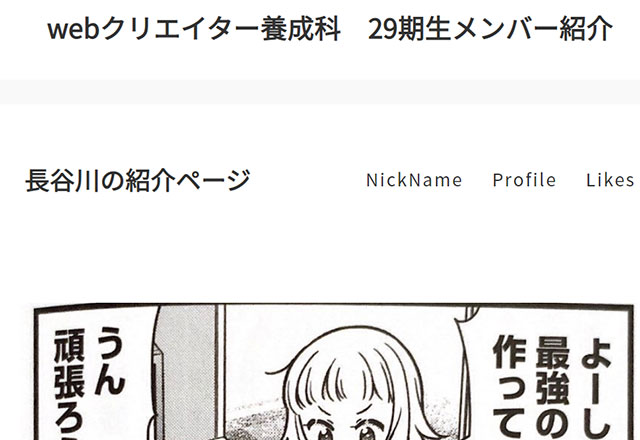 webクリエイター養成科　29期生メンバー紹介
長谷川の紹介ページ
NickName Profile Likes
よーし
最強の
作って
うん
頑張ろ